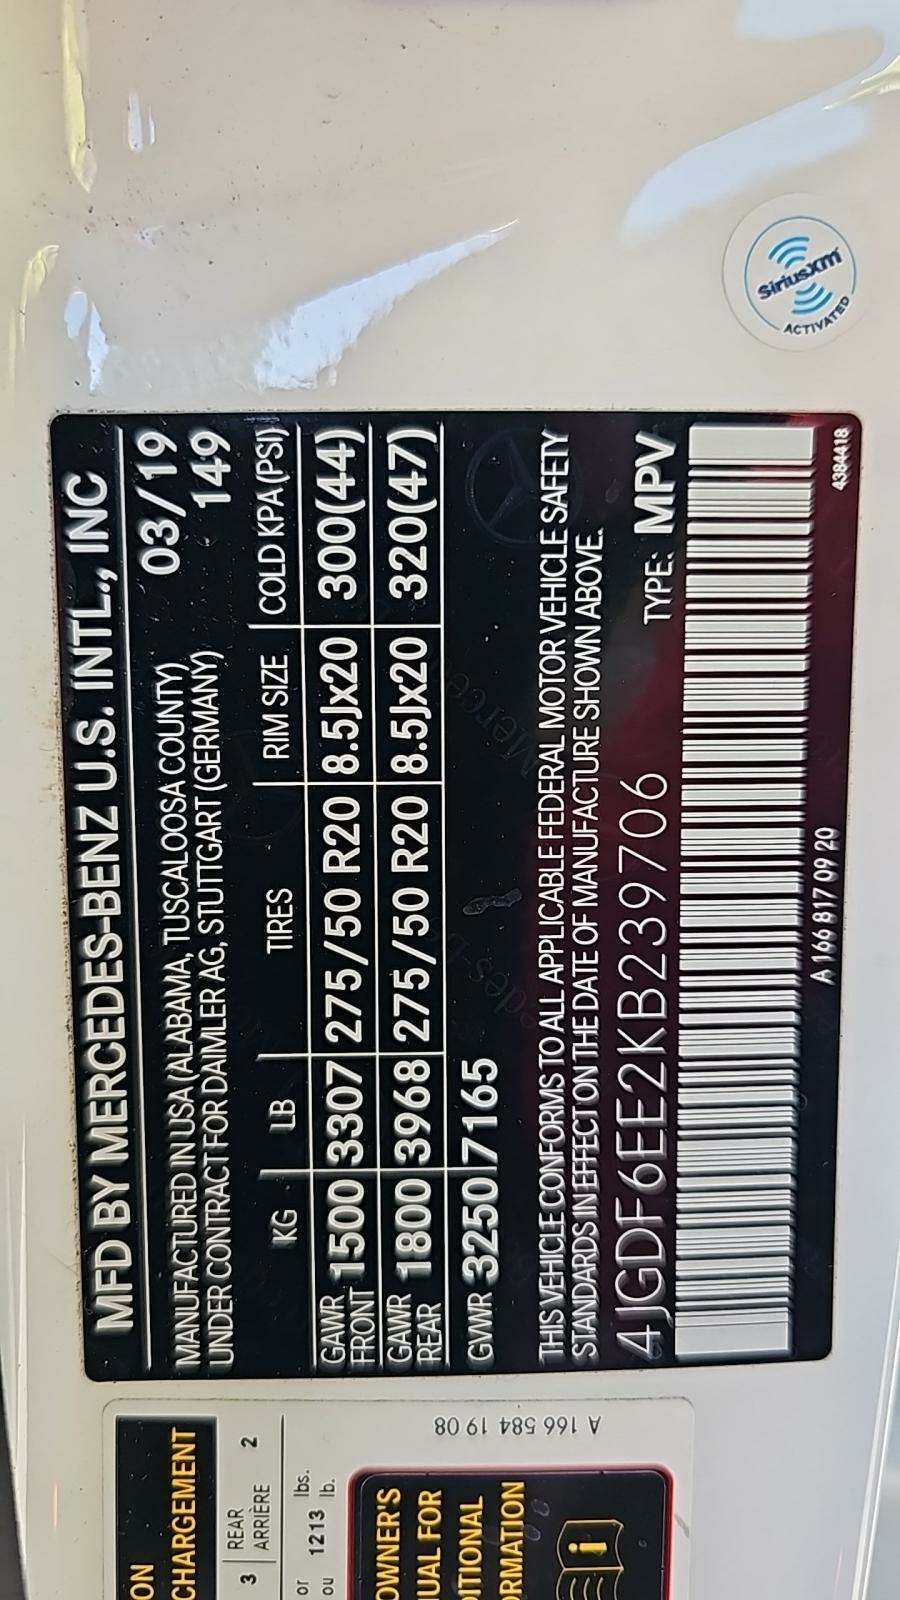 SiriusXM
ACTIVATED
MFD BY MERCEDES-BENZ U.S. INTL., INC
MANUFACTURED IN USA (ALABAMA, TUSCALOOSA COUNTY) 03/19
UNDER CONTRACT FOR DAIMLER AG, STUTTGART (GERMANY) 149
KG LB TIRES RIM SIZE COLD KPA (PSI)
GAWR FRONT 1500 3307 275/50 R20 8.5Jx20 300(44)
GAWR REAR 1800 3968 275/50 R20 8.5Jx20 320(47)
GVWR 3250 7165
THIS VEHICLE CONFORMS TO ALL APPLICABLE FEDERAL MOTOR VEHICLE SAFETY
STANDARDS IN EFFECT ON THE DATE OF MANUFACTURE SHOWN ABOVE.
4JGDF6EE2KB239706 TYPE: MPV
A 166 817 09 20 4384418
ON
CHARGEMENT
3 REAR 2
ARRIÈRE
or 1213 lbs.
ou lb.
A 166 584 19 08
OWNER'S
UAL FOR
DITIONAL
ORMATION
i